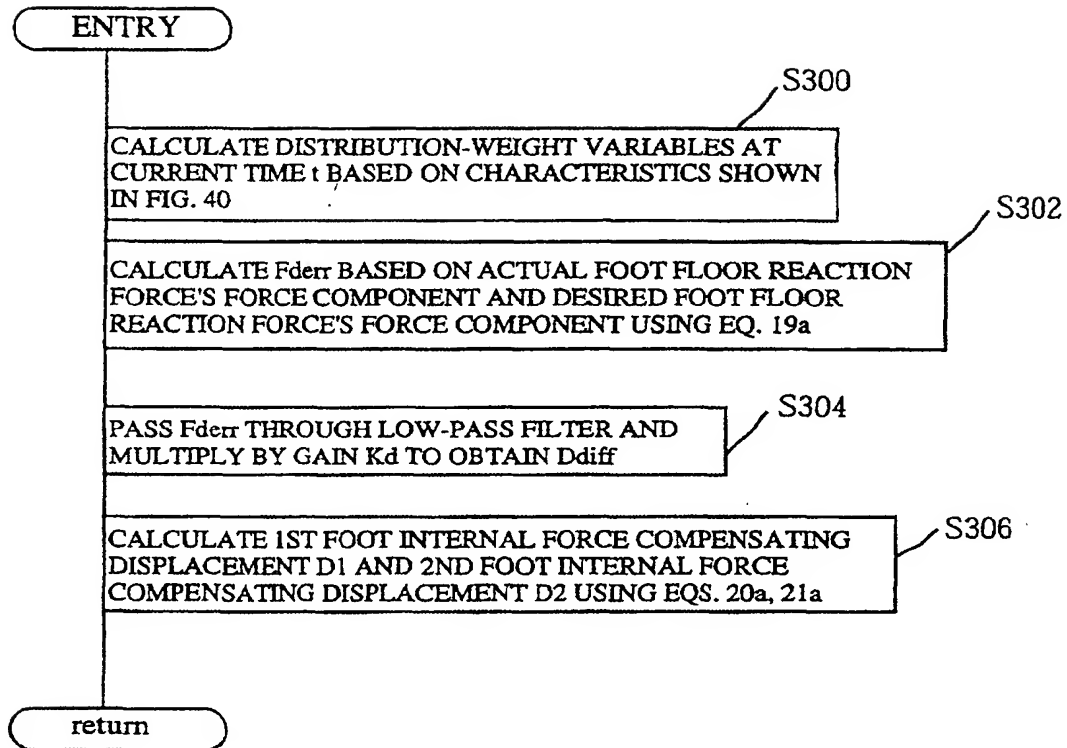 ENTRY
S300
CALCULATE DISTRIBUTION-WEIGHT VARIABLES AT
CURRENT TIME t BASED ON CHARACTERISTICS SHOWN
IN FIG. 40
S302
CALCULATE Fderr BASED ON ACTUAL FOOT FLOOR REACTION
FORCE'S FORCE COMPONENT AND DESIRED FOOT FLOOR
REACTION FORCE'S FORCE COMPONENT USING EQ. 19a
S304
PASS Fderr THROUGH LOW-PASS FILTER AND
MULTIPLY BY GAIN Kd TO OBTAIN Ddiff
S306
CALCULATE 1ST FOOT INTERNAL FORCE COMPENSATING
DISPLACEMENT D1 AND 2ND FOOT INTERNAL FORCE
COMPENSATING DISPLACEMENT D2 USING EQS. 20a, 21a
return